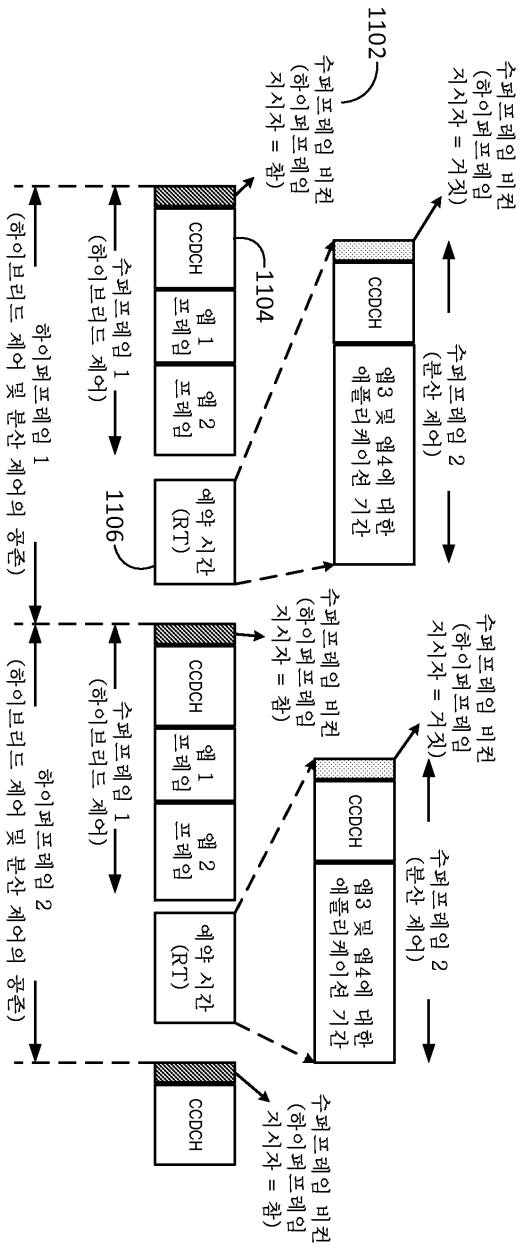 수퍼프레임 비컨
(하이퍼프레임
지시자 = 거짓)
수퍼프레임 2
(분산 제어)
CCDCH
앱3 및 앱4에 대한
애플리케이션 기간
수퍼프레임 비컨
(하이퍼프레임
지시자 = 거짓)
수퍼프레임 2
(분산 제어)
CCDCH
앱3 및 앱4에 대한
애플리케이션 기간
1102
수퍼프레임 비컨
(하이퍼프레임
지시자 = 참)
1104
수퍼프레임 비컨
(하이퍼프레임
지시자 = 참)
수퍼프레임 비컨
(하이퍼프레임
지시자 = 참)
CCDCH
앱 1
프레임
앱 2
프레임
예약 시간
(RT)
CCDCH
앱 1
프레임
앱 2
프레임
예약 시간
(RT)
CCDCH
1106
수퍼프레임 1
(하이브리드 제어)
수퍼프레임 1
(하이브리드 제어)
하이퍼프레임 1
(하이브리드 제어 및 분산 제어의 공존)
하이퍼프레임 2
(하이브리드 제어 및 분산 제어의 공존)